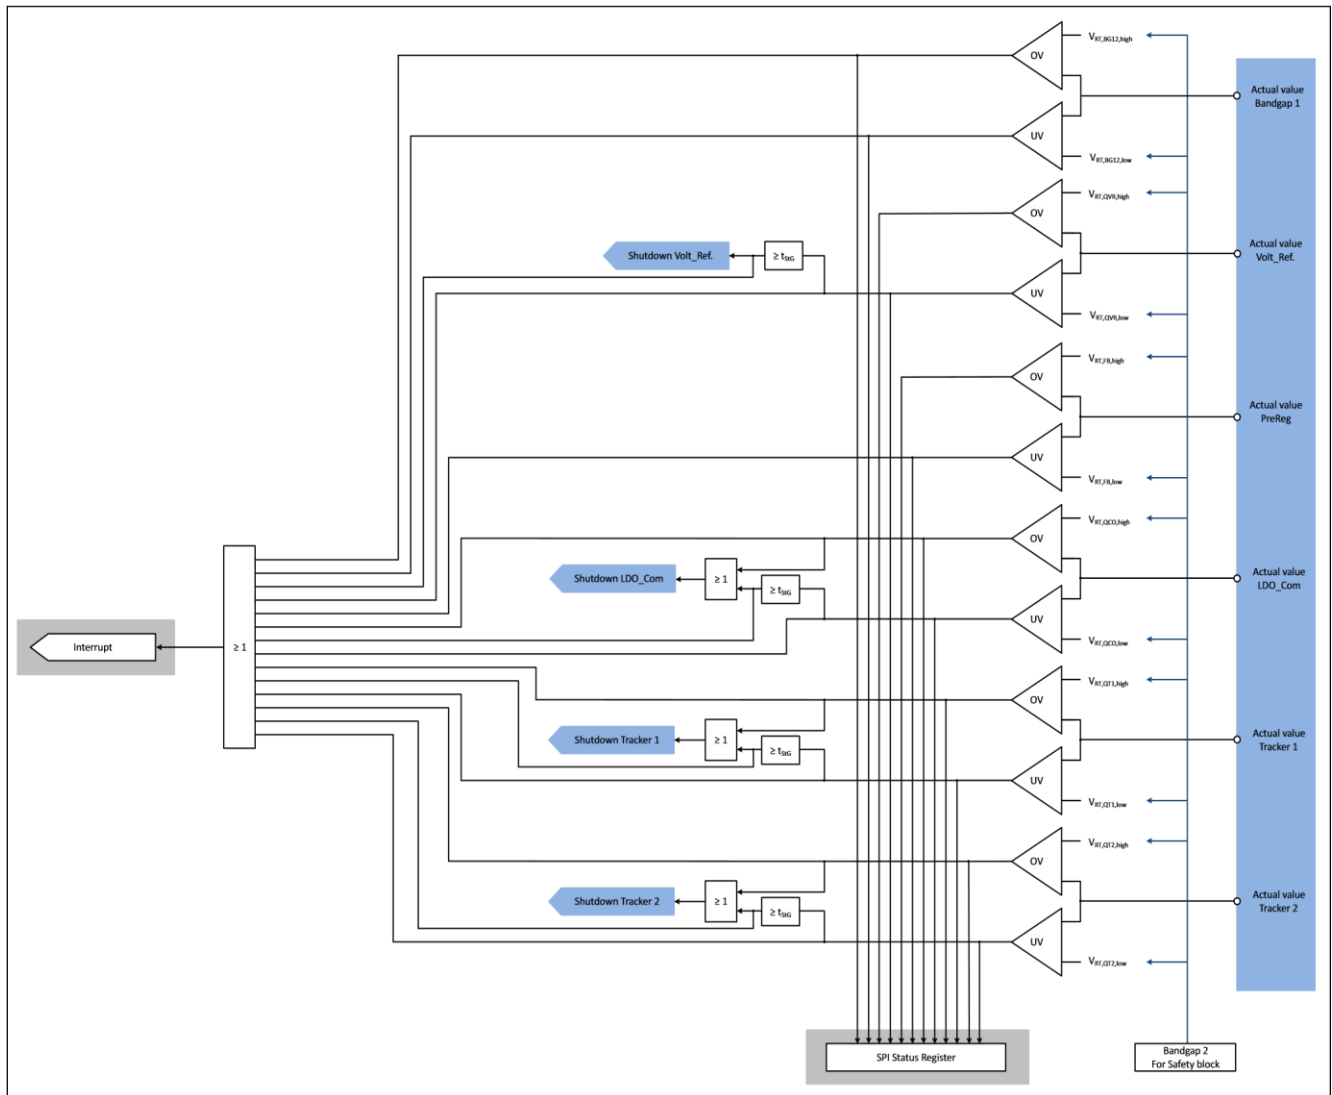 V_RT,BG12,high
OV
Actual value
Bandgap 1
UV
V_RT,BG12,low
V_RT,QVR,high
OV
Shutdown Volt_Ref.
≥ t_StG
Actual value
Volt_Ref.
UV
V_RT,QVR,low
V_RT,FB,high
OV
Actual value
PreReg
UV
V_RT,FB,low
V_RT,QCO,high
OV
Shutdown LDO_Com
≥ 1
≥ t_StG
Actual value
LDO_Com
UV
V_RT,QCO,low
Interrupt
≥ 1
V_RT,QT1,high
OV
Shutdown Tracker 1
≥ 1
≥ t_StG
Actual value
Tracker 1
UV
V_RT,QT1,low
V_RT,QT2,high
OV
Shutdown Tracker 2
≥ 1
≥ t_StG
Actual value
Tracker 2
UV
V_RT,QT2,low
SPI Status Register
Bandgap 2
For Safety block